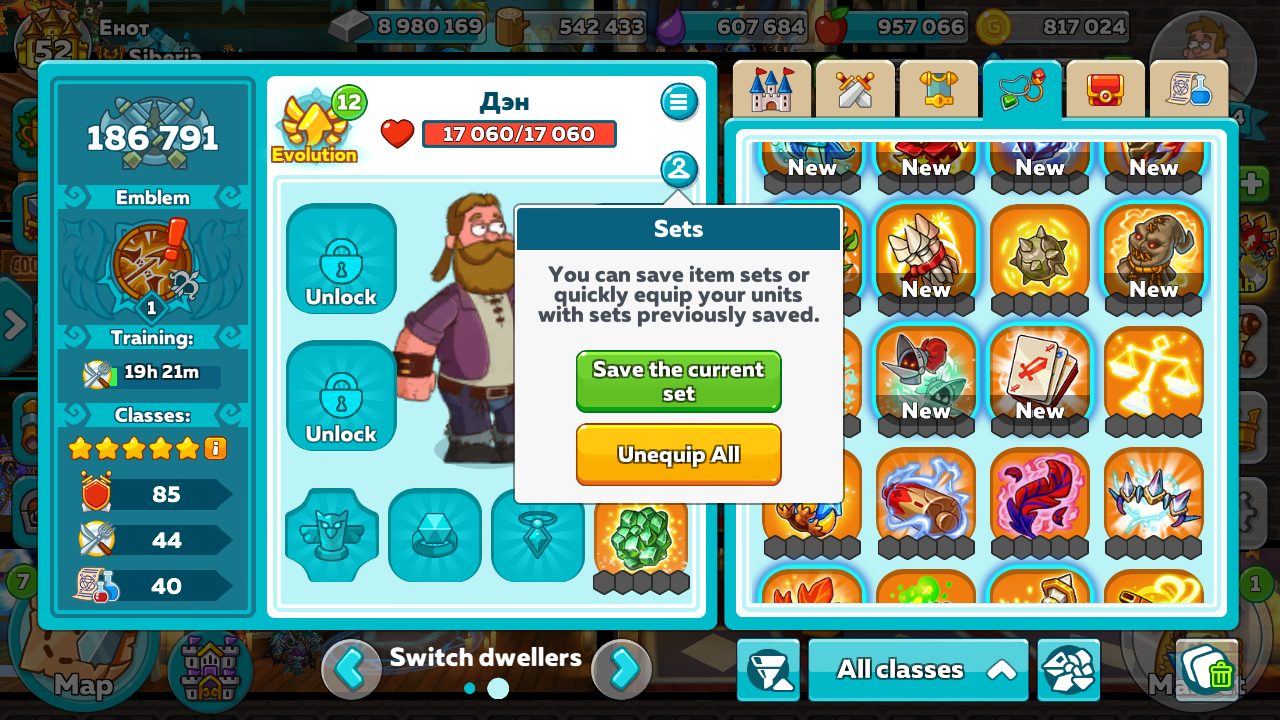 52
Енот
Siberia
8 980 169
542 433
607 684
957 066
G
817 024
186 791
Emblem
1
Training:
19h 21m
Classes:
i
85
44
40
12
Evolution
Дэн
17 060/17 060
Unlock
Unlock
Sets
You can save item sets or
quickly equip your units
with sets previously saved.
Save the current
set
Unequip All
New
New
New
New
New
New
New
New
Switch dwellers
All classes
7
Map
1